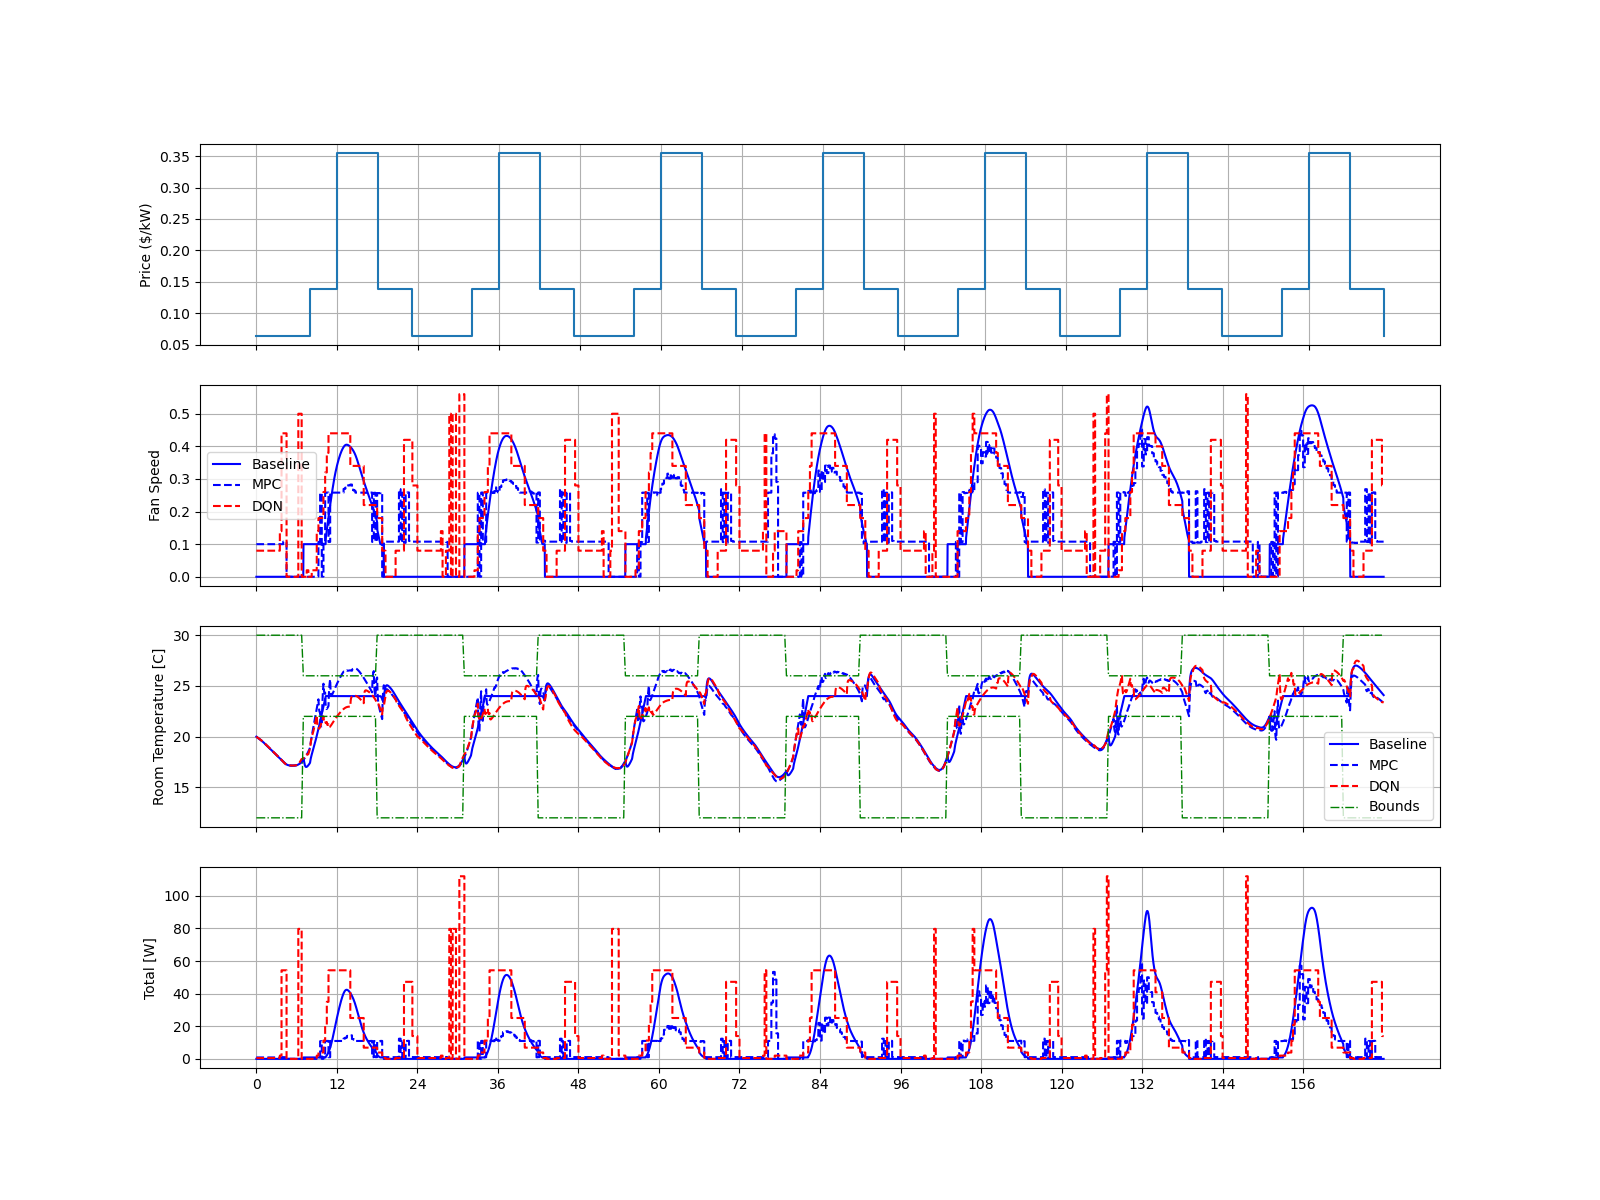 Price ($/kW)
0.35
0.30
0.25
0.20
0.15
0.10
0.05
Fan Speed
0.5
0.4
0.3
0.2
0.1
0.0
Baseline
MPC
DQN
Room Temperature [C]
30
25
20
15
Baseline
MPC
DQN
Bounds
Total [W]
100
80
60
40
20
0
0 12 24 36 48 60 72 84 96 108 120 132 144 156